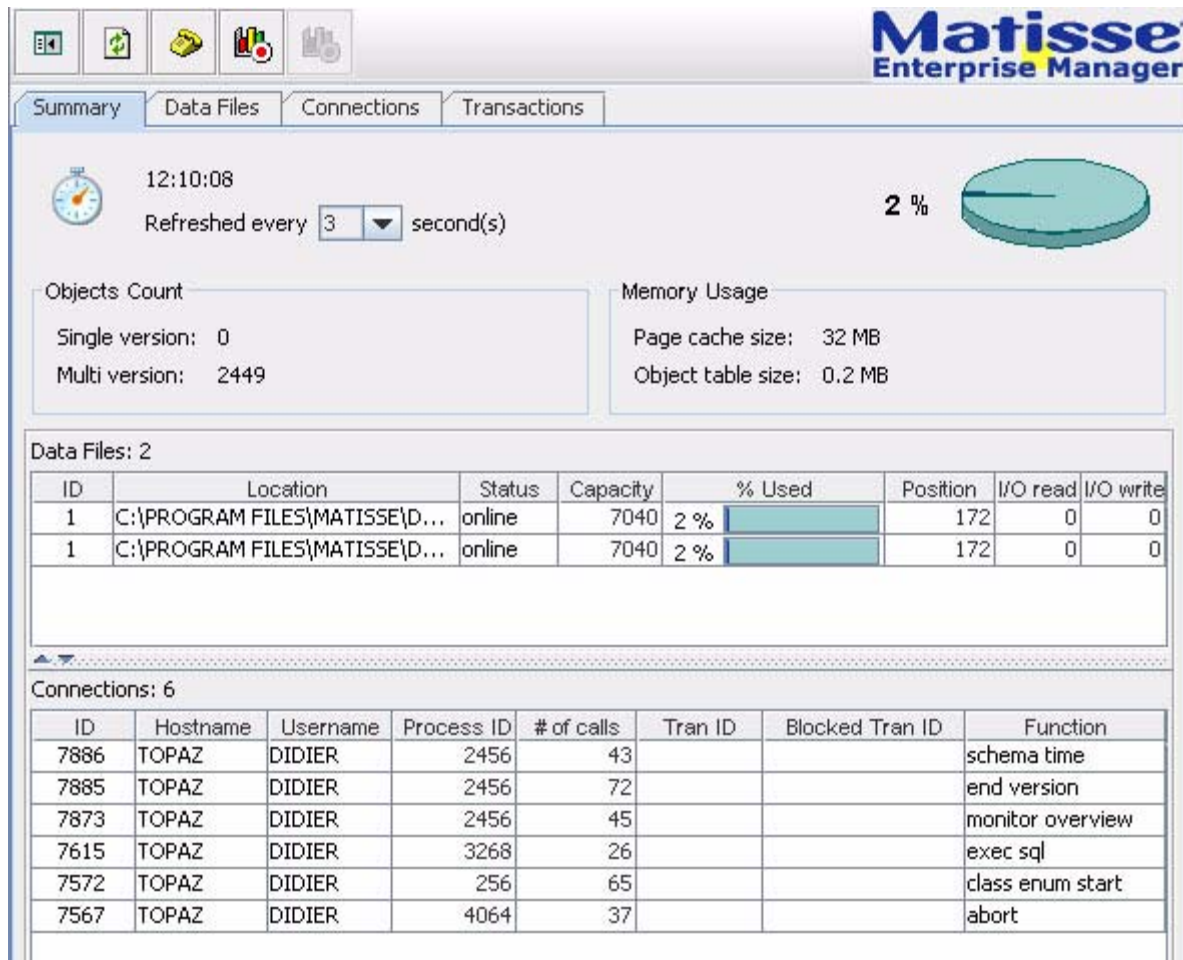 Matisse
Enterprise Manager
Summary Data Files Connections Transactions
12:10:08
Refreshed every 3 second(s)
2 %
Objects Count
Single version: 0
Multi version: 2449
Memory Usage
Page cache size: 32 MB
Object table size: 0.2 MB
Data Files: 2
ID Location Status Capacity % Used Position I/O read I/O write
1 C:\PROGRAM FILES\MATISSE\D... online 7040 2 % 172 0 0
1 C:\PROGRAM FILES\MATISSE\D... online 7040 2 % 172 0 0
Connections: 6
ID Hostname Username Process ID # of calls Tran ID Blocked Tran ID Function
7886 TOPAZ DIDIER 2456 43 schema time
7885 TOPAZ DIDIER 2456 72 end version
7873 TOPAZ DIDIER 2456 45 monitor overview
7615 TOPAZ DIDIER 3268 26 exec sql
7572 TOPAZ DIDIER 256 65 class enum start
7567 TOPAZ DIDIER 4064 37 abort